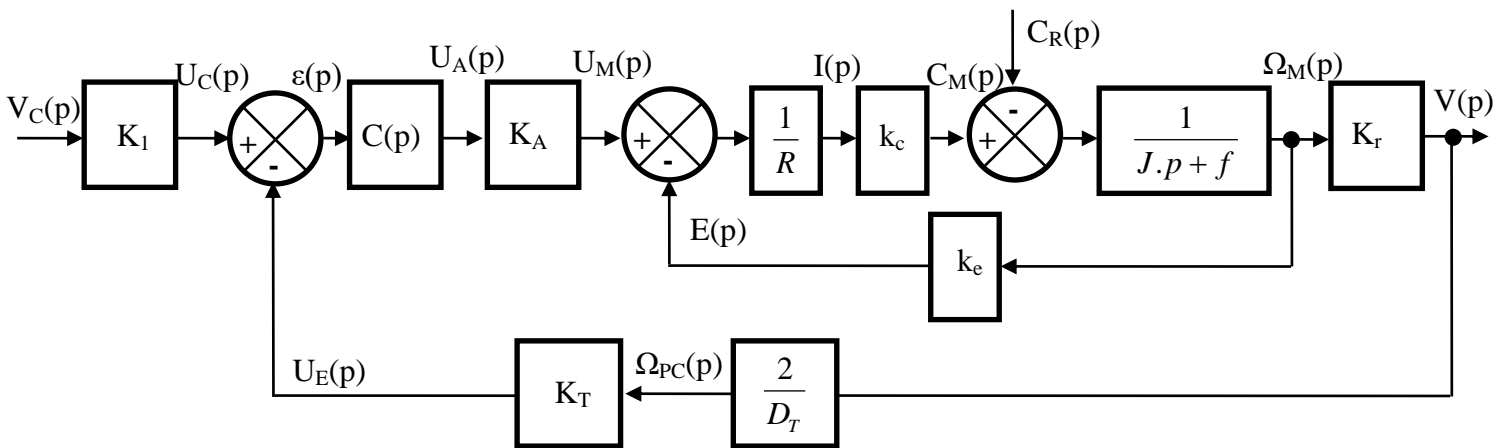 C_R(p)
V_C(p)
K_1
U_C(p)
+
-
ε(p)
C(p)
U_A(p)
K_A
U_M(p)
+
-
1
R
I(p)
k_c
C_M(p)
-
+
1
J.p + f
Ω_M(p)
K_r
V(p)
E(p)
k_e
U_E(p)
K_T
Ω_PC(p)
2
D_T